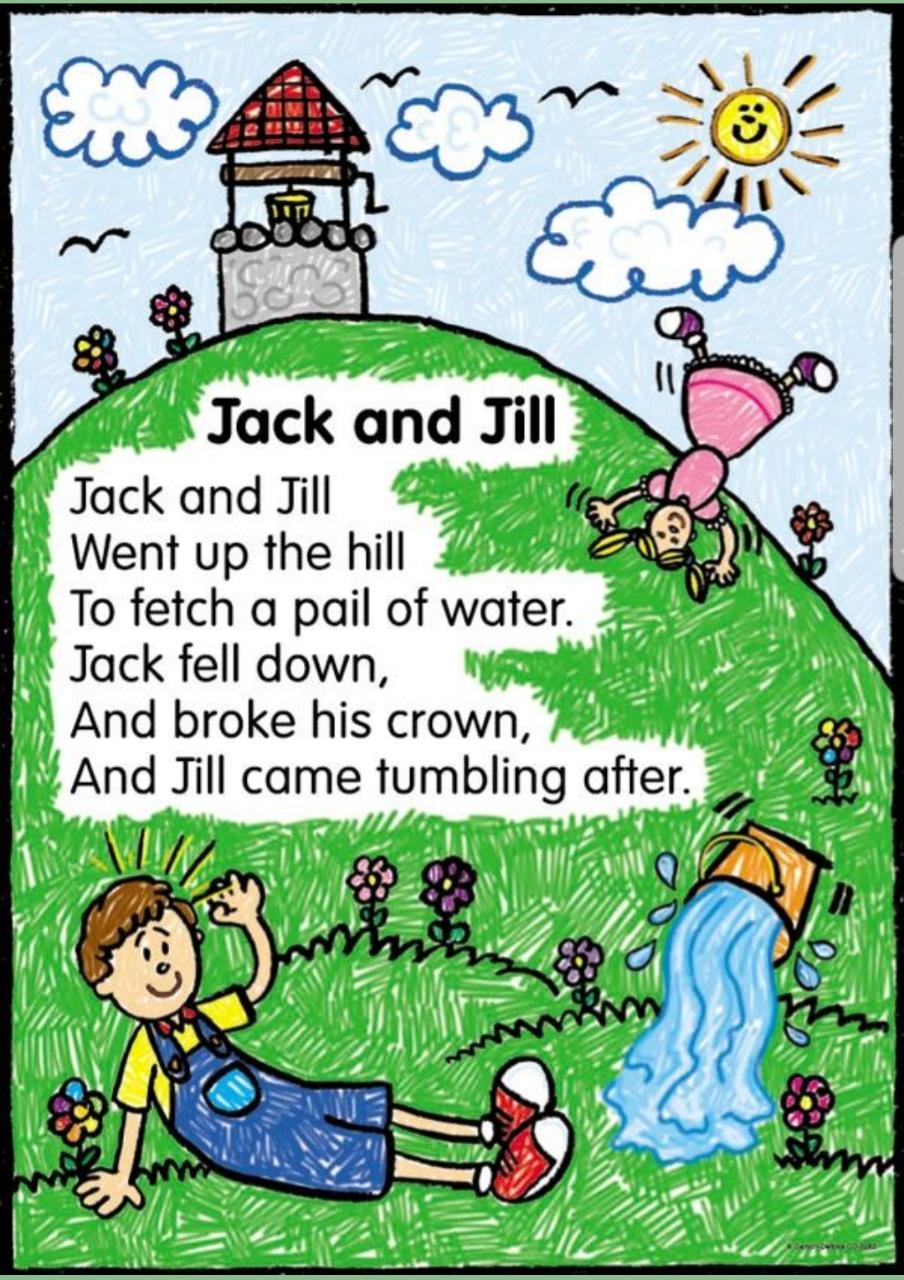 Jack and Jill
Jack and Jill
Went up the hill
To fetch a pail of water.
Jack fell down,
And broke his crown,
And Jill came tumbling after.